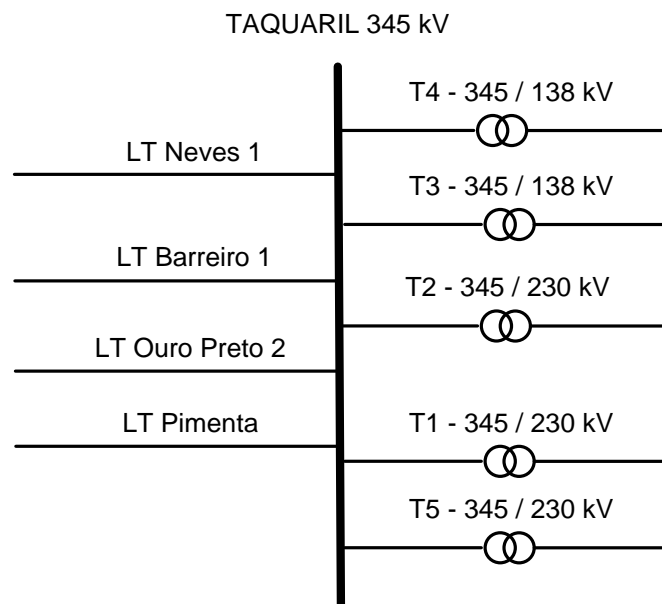 TAQUARIL 345 kV
T4 - 345 / 138 kV
LT Neves 1
T3 - 345 / 138 kV
LT Barreiro 1
T2 - 345 / 230 kV
LT Ouro Preto 2
LT Pimenta
T1 - 345 / 230 kV
T5 - 345 / 230 kV